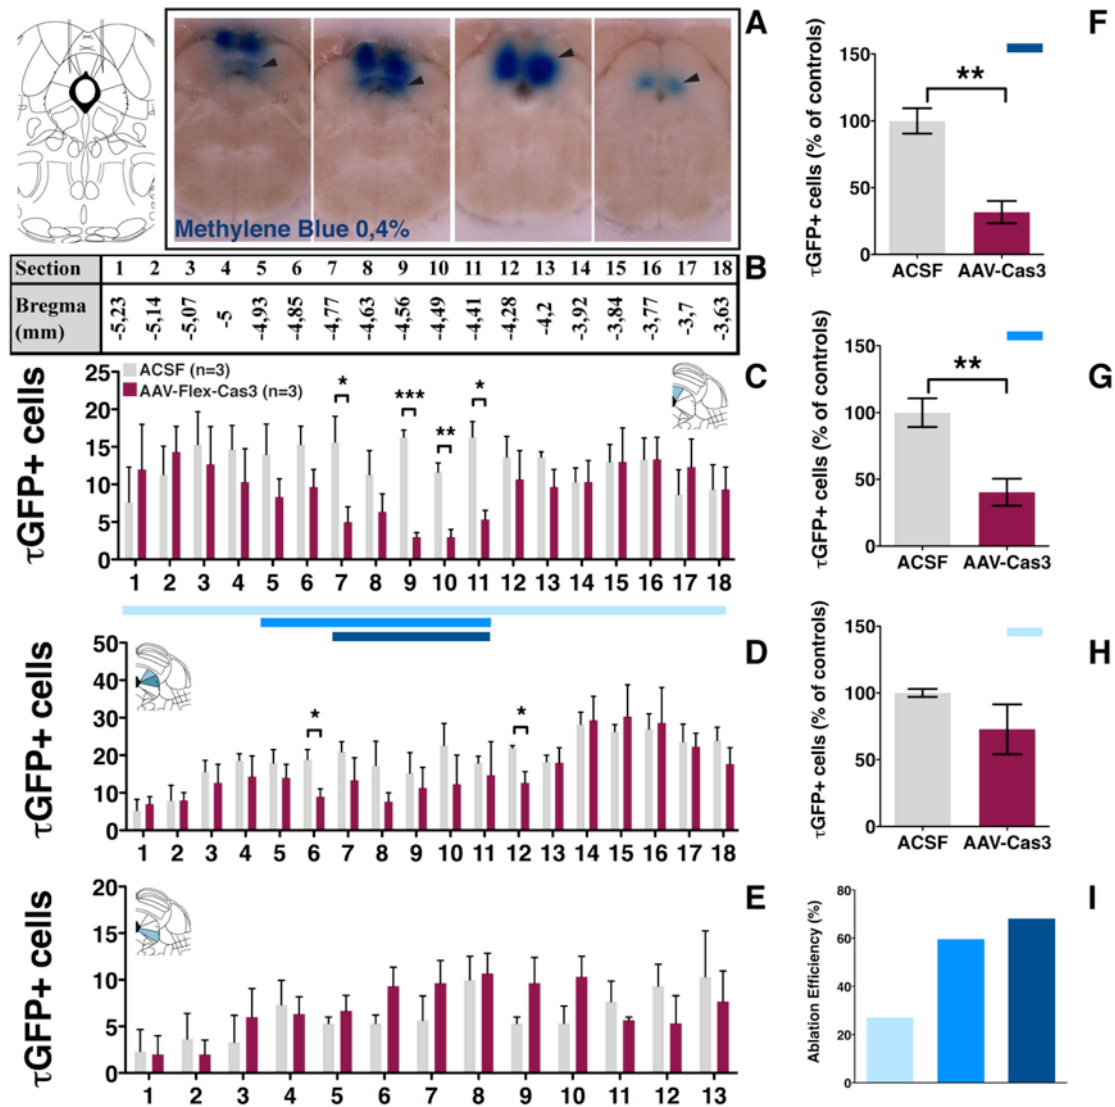 A
Methylene Blue 0,4%
B
Section 1 2 3 4 5 6 7 8 9 10 11 12 13 14 15 16 17 18
Bregma (mm) -5,23 -5,14 -5,07 -5 -4,93 -4,85 -4,77 -4,63 -4,56 -4,49 -4,41 -4,28 -4,2 -3,92 -3,84 -3,77 -3,7 -3,63
C
τGFP+ cells
ACSF (n=3)
AAV-Flex-Cas3 (n=3)
* *** ** *
25
20
15
10
5
0
1 2 3 4 5 6 7 8 9 10 11 12 13 14 15 16 17 18
D
τGFP+ cells
* *
50
40
30
20
10
0
1 2 3 4 5 6 7 8 9 10 11 12 13 14 15 16 17 18
E
τGFP+ cells
20
15
10
5
0
1 2 3 4 5 6 7 8 9 10 11 12 13
F
τGFP+ cells (% of controls)
**
150
100
50
0
ACSF AAV-Cas3
G
τGFP+ cells (% of controls)
**
150
100
50
0
ACSF AAV-Cas3
H
τGFP+ cells (% of controls)
150
100
50
0
ACSF AAV-Cas3
I
Ablation Efficiency (%)
80
60
40
20
0